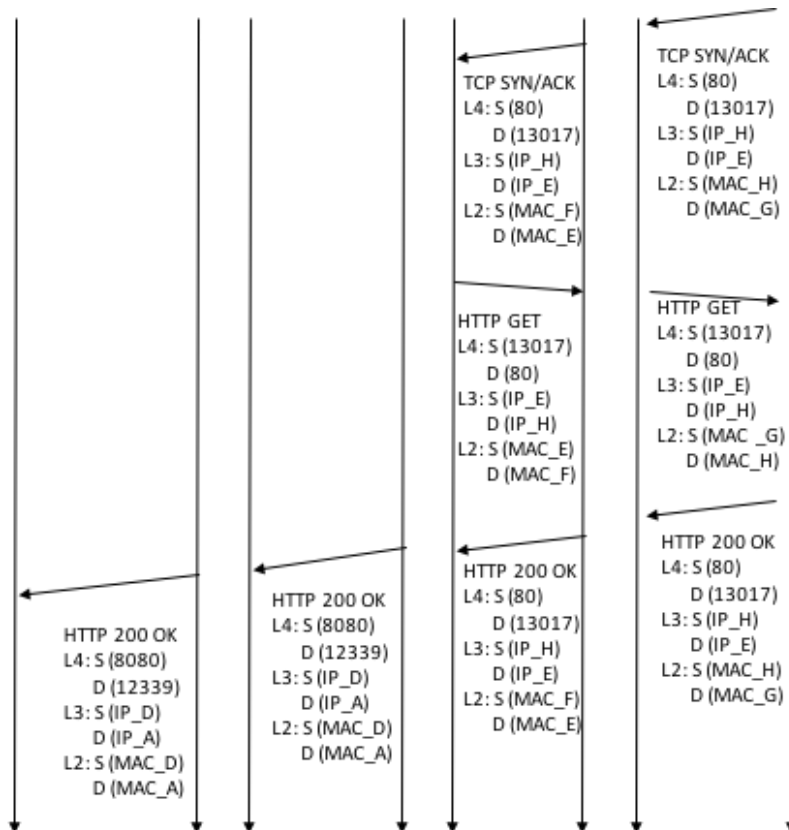 TCP SYN/ACK
L4: S (80)
D (13017)
L3: S (IP_H)
D (IP_E)
L2: S (MAC_F)
D (MAC_E)
TCP SYN/ACK
L4: S (80)
D (13017)
L3: S (IP_H)
D (IP_E)
L2: S (MAC_H)
D (MAC_G)
HTTP GET
L4: S (13017)
D (80)
L3: S (IP_E)
D (IP_H)
L2: S (MAC_E)
D (MAC_F)
HTTP GET
L4: S (13017)
D (80)
L3: S (IP_E)
D (IP_H)
L2: S (MAC _G)
D (MAC_H)
HTTP 200 OK
L4: S (8080)
D (12339)
L3: S (IP_D)
D (IP_A)
L2: S (MAC_D)
D (MAC_A)
HTTP 200 OK
L4: S (8080)
D (12339)
L3: S (IP_D)
D (IP_A)
L2: S (MAC_D)
D (MAC_A)
HTTP 200 OK
L4: S (80)
D (13017)
L3: S (IP_H)
D (IP_E)
L2: S (MAC_F)
D (MAC_E)
HTTP 200 OK
L4: S (80)
D (13017)
L3: S (IP_H)
D (IP_E)
L2: S (MAC_H)
D (MAC_G)